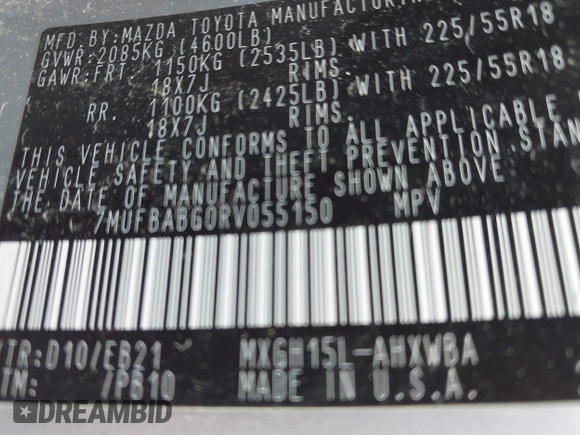 MFD.BY:MAZDA TOYOTA MANUFACTURIN
GVWR:2085KG (4600LB)
GAWR:FRT. 1150KG (2535LB) WITH 225/55R18
18X7J RIMS.
RR. 1100KG (2425LB) WITH 225/55R18
18X7J RIMS.
THIS VEHICLE CONFORMS TO ALL APPLICABLE
VEHICLE SAFETY AND THEFT PREVENTION STAN
THE DATE OF MANUFACTURE SHOWN ABOVE
7MUFBABG0RV055150 MPV
/TR:D10/EB21 MXGH15L-AHXWBA
TN: /P610 MADE IN U.S.A.
DREAMBID